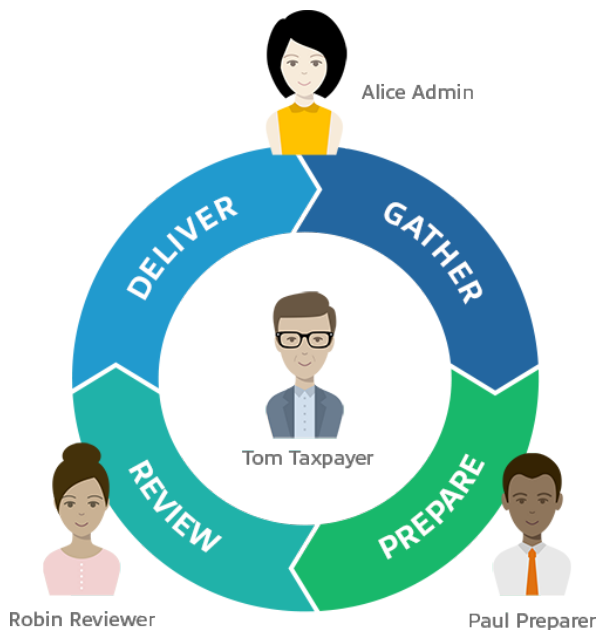 Alice Admin
DELIVER
GATHER
Tom Taxpayer
REVIEW
PREPARE
Robin Reviewer
Paul Preparer